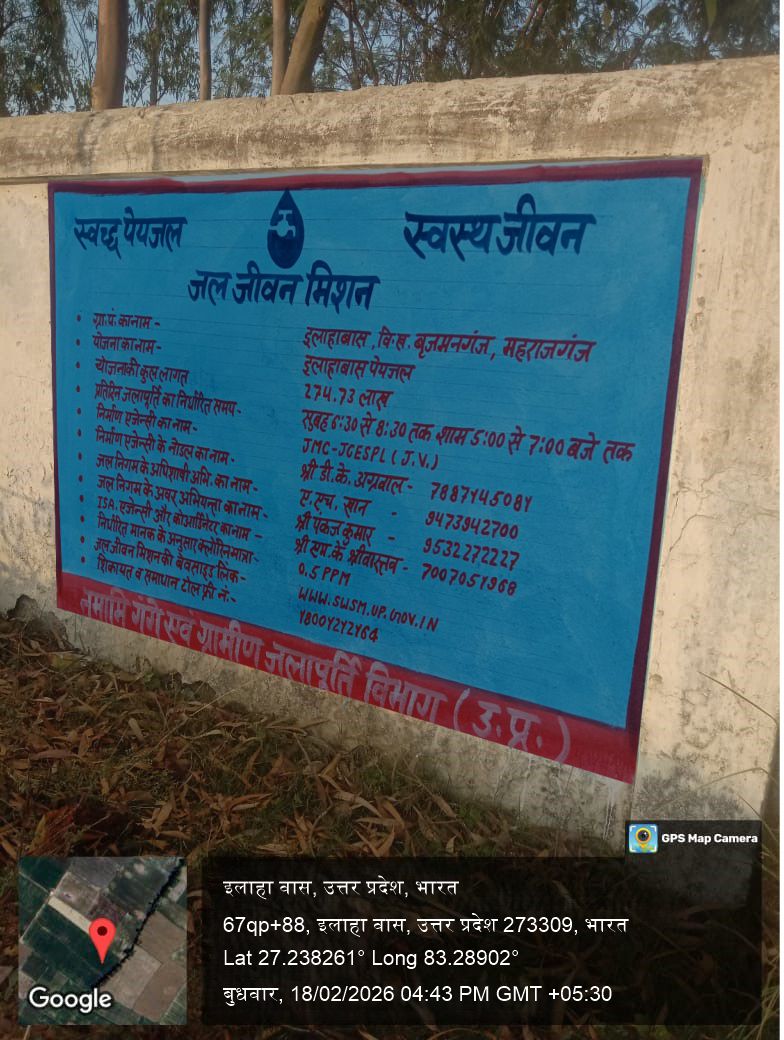 स्वच्छ पेयजल
स्वस्थ जीवन
जल जीवन मिशन
• ग्रा.पं. का नाम - इलाहाबास, वि.ख. बृजमनगंज, महराजगंज
• योजना का नाम - इलाहाबास पेयजल
• योजना की कुल लागत 274.73 लाख
• प्रतिदिन जलापूर्ति का निर्धारित समय - सुबह 6:30 से 8:30 तक शाम 5:00 से 7:00 बजे तक
• निर्माण एजेन्सी का नाम - JMC-JGESPL (J.V.)
• निर्माण एजेन्सी के नोडल का नाम - श्री डी.के. अग्रवाल - 7887145081
• जल निगम के अधिशाषी अभि. का नाम - ए.एच. खान - 9473942700
• जल निगम के अवर अभियन्ता का नाम - श्री पंकज कुमार - 9532272227
• ISA. एजेन्सी और कोआर्डिनेटर का नाम - श्री एम.के. श्रीवास्तव - 7007051968
• निर्धारित मानक के अनुसार क्लोरिन मात्रा - 0.5 PPM
• जल जीवन मिशन की बेवसाइड लिंक - WWW.SWSM.UP.GOV.IN
• शिकायत व समाधान टोल फ्री नं:- 18001212164
नमामि गंगे एवं ग्रामीण जलापूर्ति विभाग (उ.प्र.)
GPS Map Camera
इलाहा वास, उत्तर प्रदेश, भारत
67qp+88, इलाहा वास, उत्तर प्रदेश 273309, भारत
Lat 27.238261° Long 83.28902°
बुधवार, 18/02/2026 04:43 PM GMT +05:30
Google